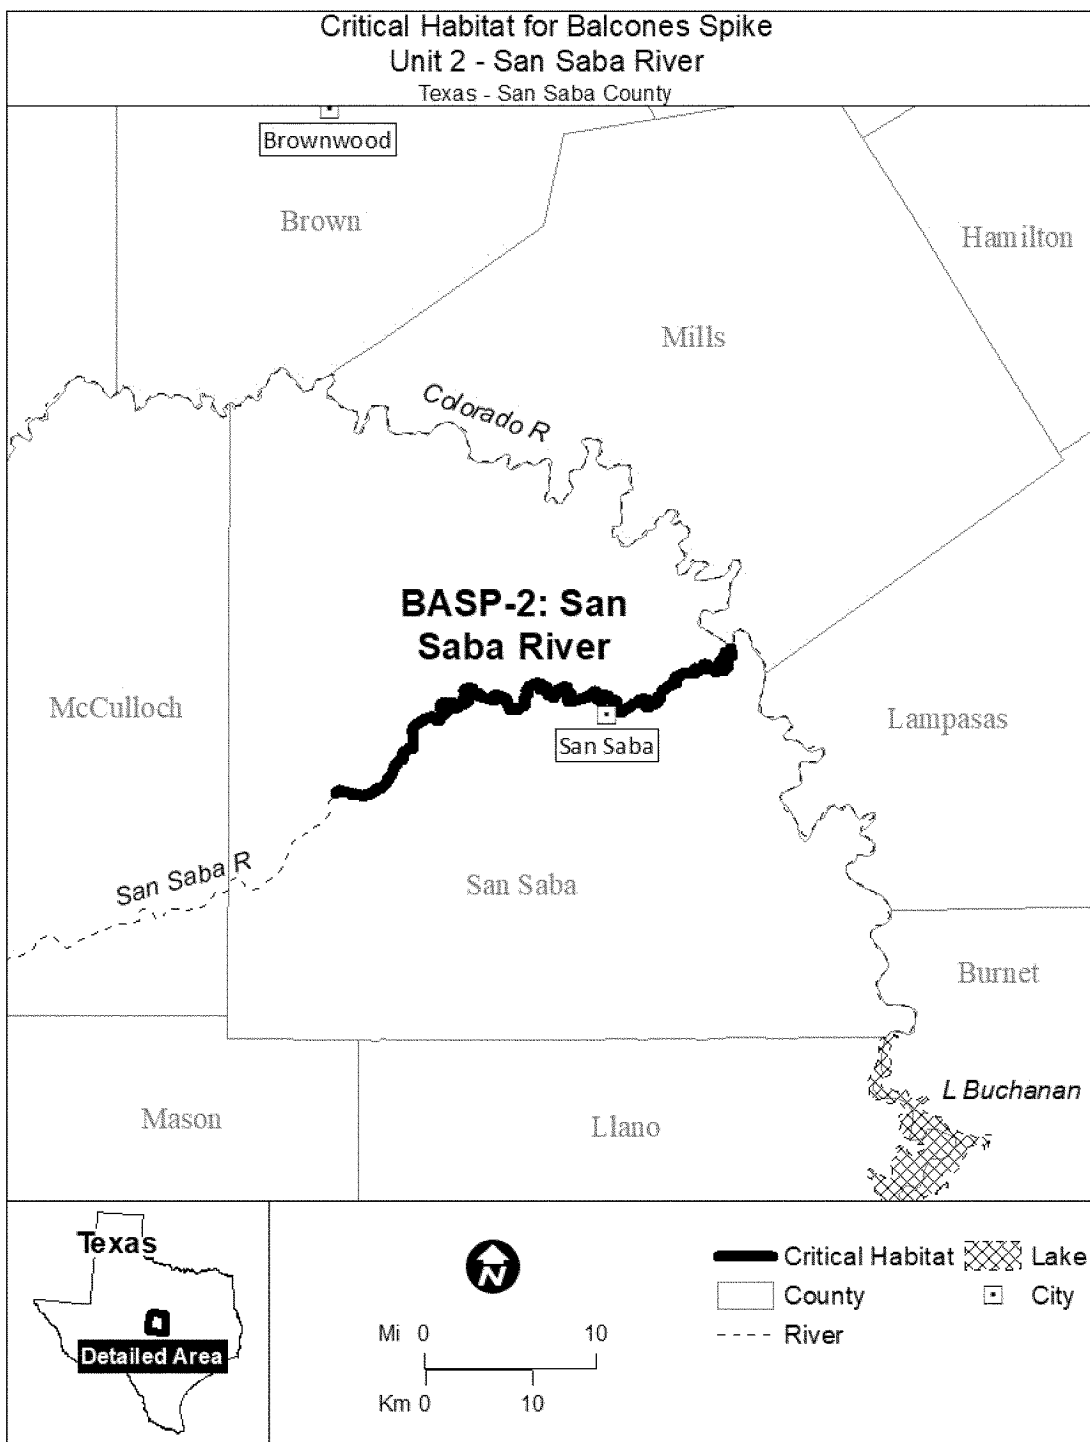 Critical Habitat for Balcones Spike
Unit 2 - San Saba River
Texas - San Saba County
Brownwood
Brown
Hamilton
Mills
Colorado R
BASP-2: San
Saba River
McCulloch
Lampasas
San Saba
San Saba R
San Saba
Burnet
L Buchanan
Mason
Llano
Texas
Detailed Area
N
Mi 0 10
Km 0 10
Critical Habitat
Lake
County
City
River